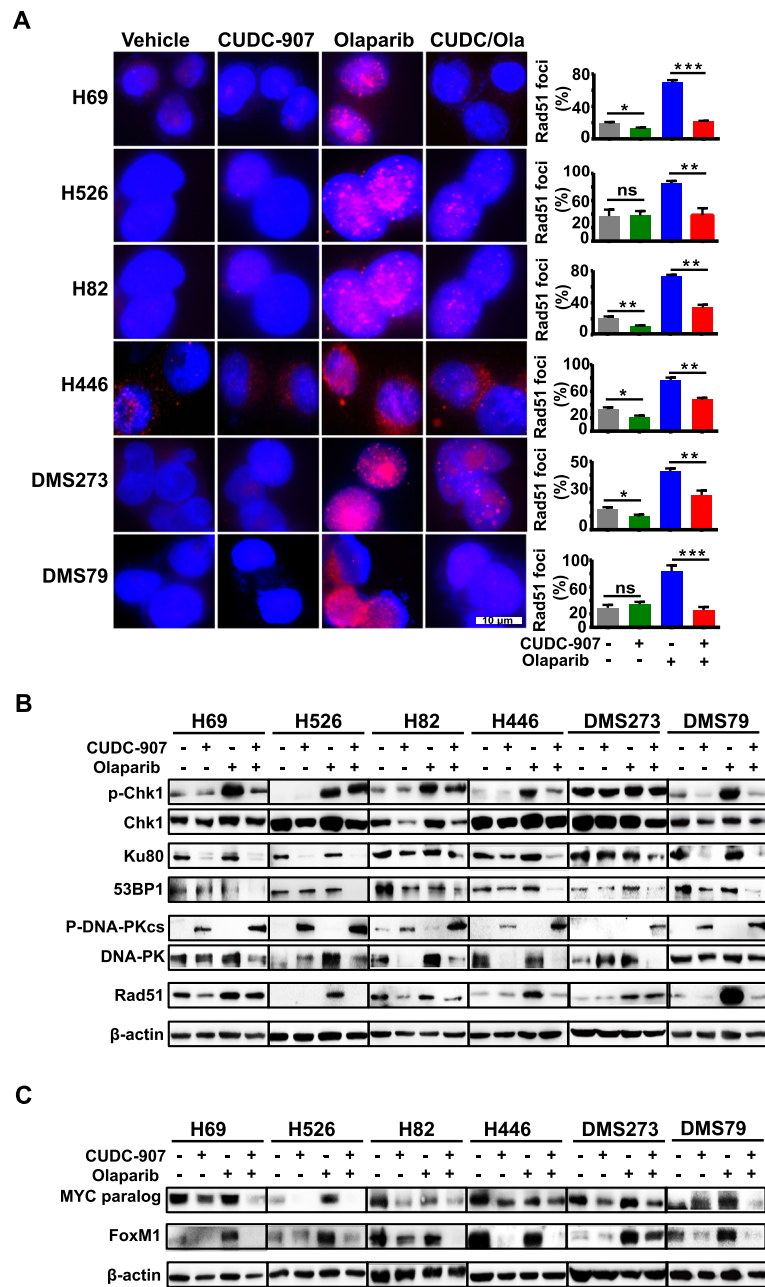 A
Vehicle CUDC-907 Olaparib CUDC/Ola
H69
Rad51 foci
(%)
80
40
0
*
***
H526
Rad51 foci
(%)
100
50
0
ns
**
H82
Rad51 foci
(%)
80
40
0
**
**
H446
Rad51 foci
(%)
100
60
20
0
*
**
DMS273
Rad51 foci
(%)
50
30
0
*
**
DMS79
Rad51 foci
(%)
100
60
20
0
ns
***
10 µm
CUDC-907 - + - +
Olaparib - - + +
B
H69 H526 H82 H446 DMS273 DMS79
CUDC-907 - + - + - + - + - + - + - + - + - + - + - + - +
Olaparib - - + + - - + + - - + + - - + + - - + + - - + +
p-Chk1
Chk1
Ku80
53BP1
P-DNA-PKcs
DNA-PK
Rad51
β-actin
C
H69 H526 H82 H446 DMS273 DMS79
CUDC-907 - + - + - + - + - + - + - + - + - + - + - + - +
Olaparib - - + + - - + + - - + + - - + + - - + + - - + +
MYC paralog
FoxM1
β-actin